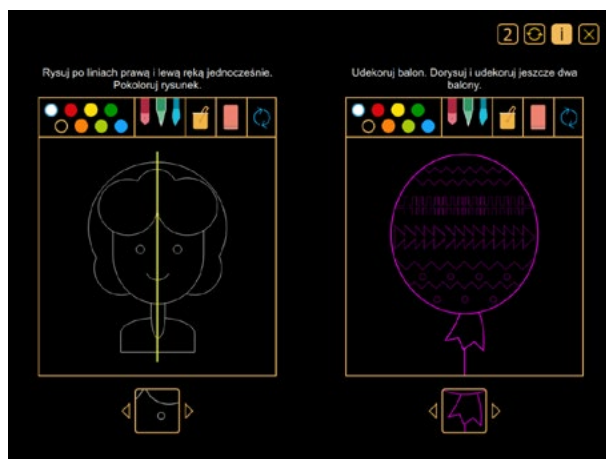 2 i
Rysuj po liniach prawą i lewą ręką jednocześnie.
Pokoloruj rysunek.
Udekoruj balon. Dorysuj i udekoruj jeszcze dwa
balony.